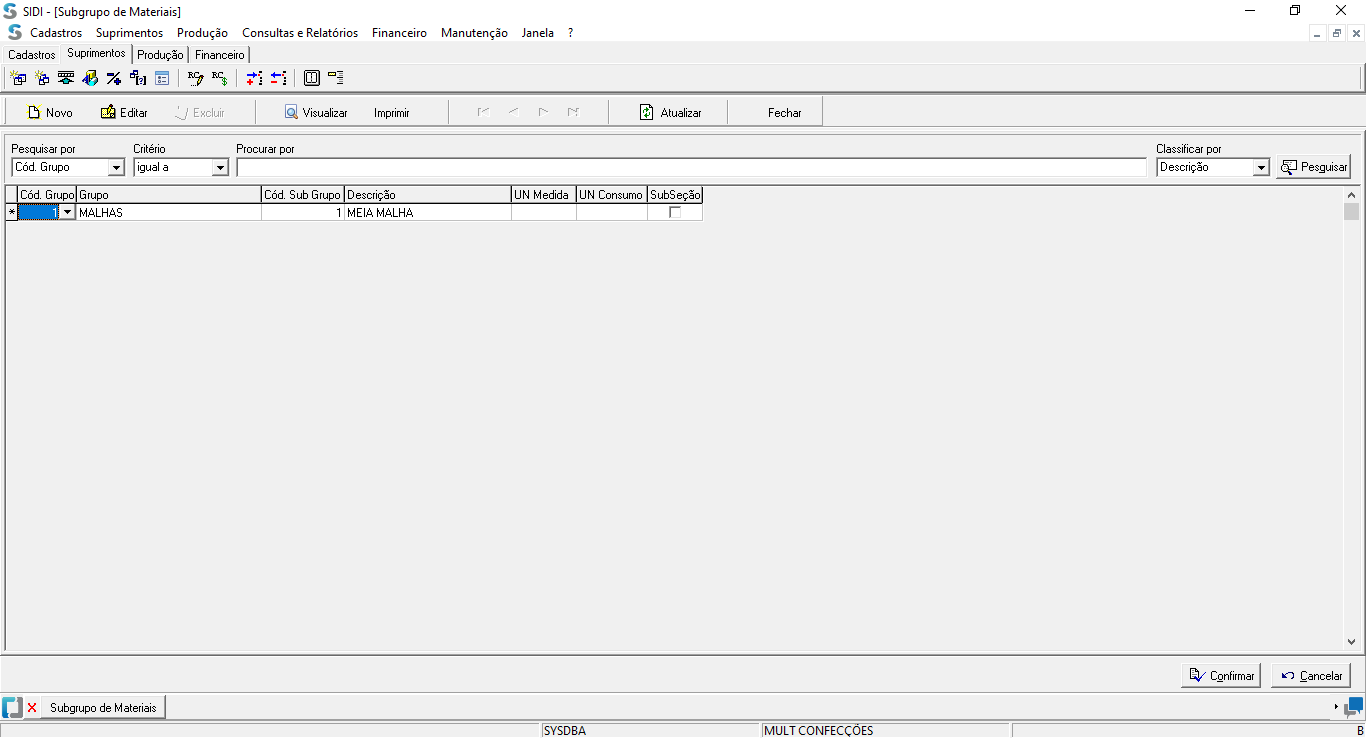 SIDI - [Subgrupo de Materiais]
Cadastros Suprimentos Produção Consultas e Relatórios Financeiro Manutenção Janela ?
Cadastros Suprimentos Produção Financeiro
Novo Editar Excluir Visualizar Imprimir Atualizar Fechar
Pesquisar por Critério Procurar por Classificar por
Cód. Grupo igual a Descrição Pesquisar
Cód. Grupo Grupo Cód. Sub Grupo Descrição UN Medida UN Consumo SubSeção
* 1 MALHAS 1 MEIA MALHA
Confirmar Cancelar
Subgrupo de Materiais
SYSDBA MULT CONFECÇÕES B